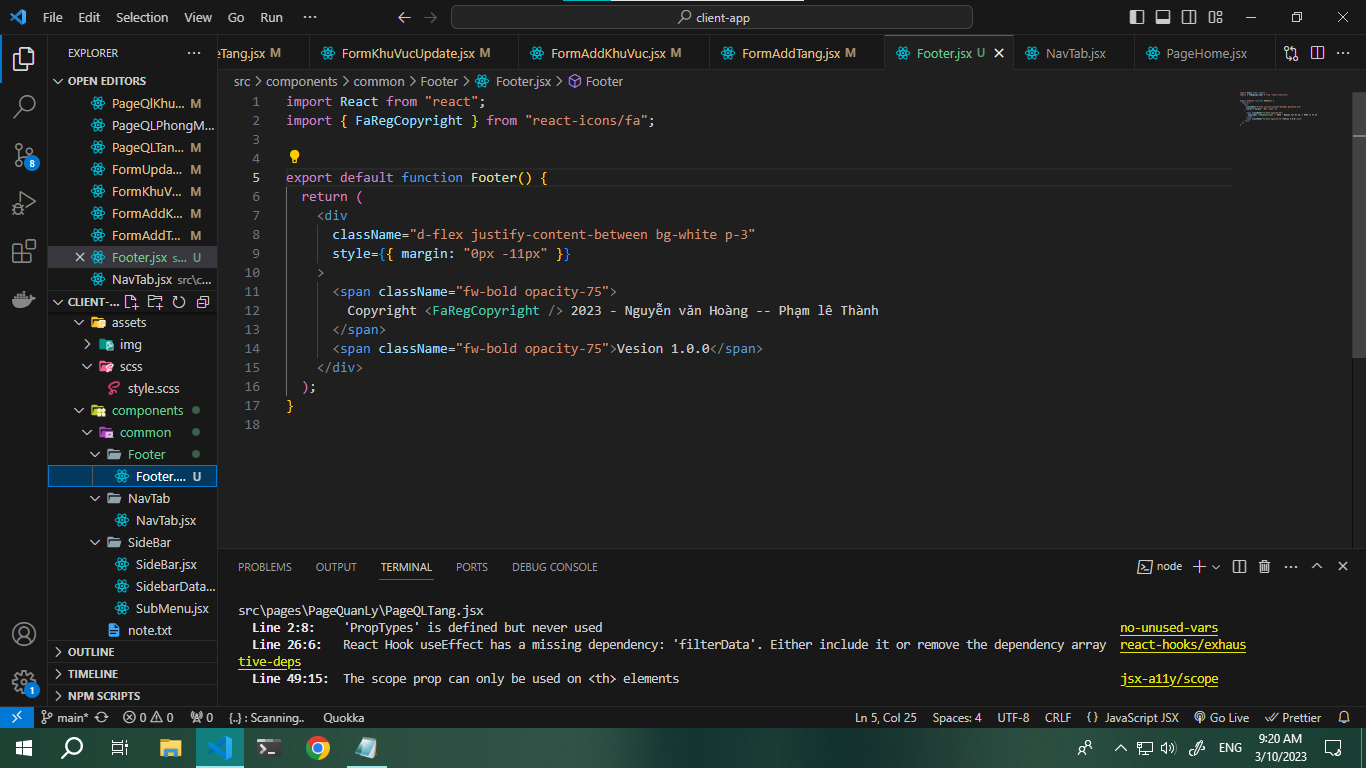 File Edit Selection View Go Run ···
client-app
EXPLORER ···
OPEN EDITORS
PageQlKhu... M
PageQLPhongM...
PageQLTan... M
FormUpda... M
FormKhuV... M
FormAddK... M
FormAddT... M
Footer.jsx s... U
NavTab.jsx src\c...
CLIENT-...
assets
img
scss
style.scss
components
common
Footer
Footer.... U
NavTab
NavTab.jsx
SideBar
SideBar.jsx
SidebarData...
SubMenu.jsx
note.txt
OUTLINE
TIMELINE
NPM SCRIPTS
8
1
eTang.jsx M FormKhuVucUpdate.jsx M FormAddKhuVuc.jsx M FormAddTang.jsx M Footer.jsx U NavTab.jsx PageHome.jsx
src > components > common > Footer > Footer.jsx > Footer
1 import React from "react";
2 import { FaRegCopyright } from "react-icons/fa";
3
4
5 export default function Footer() {
6 return (
7 <div
8 className="d-flex justify-content-between bg-white p-3"
9 style={{ margin: "0px -11px" }}
10 >
11 <span className="fw-bold opacity-75">
12 Copyright <FaRegCopyright /> 2023 - Nguyễn văn Hoàng -- Phạm lê Thành
13 </span>
14 <span className="fw-bold opacity-75">Vesion 1.0.0</span>
15 </div>
16 );
17 }
18
PROBLEMS OUTPUT TERMINAL PORTS DEBUG CONSOLE
node
src\pages\PageQuanLy\PageQLTang.jsx
Line 2:8: 'PropTypes' is defined but never used no-unused-vars
Line 26:6: React Hook useEffect has a missing dependency: 'filterData'. Either include it or remove the dependency array react-hooks/exhaus
tive-deps
Line 49:15: The scope prop can only be used on <th> elements jsx-a11y/scope
main* 0 0 0 {..} : Scanning.. Quokka Ln 5, Col 25 Spaces: 4 UTF-8 CRLF {} JavaScript JSX Go Live Prettier
ENG
9:20 AM
3/10/2023